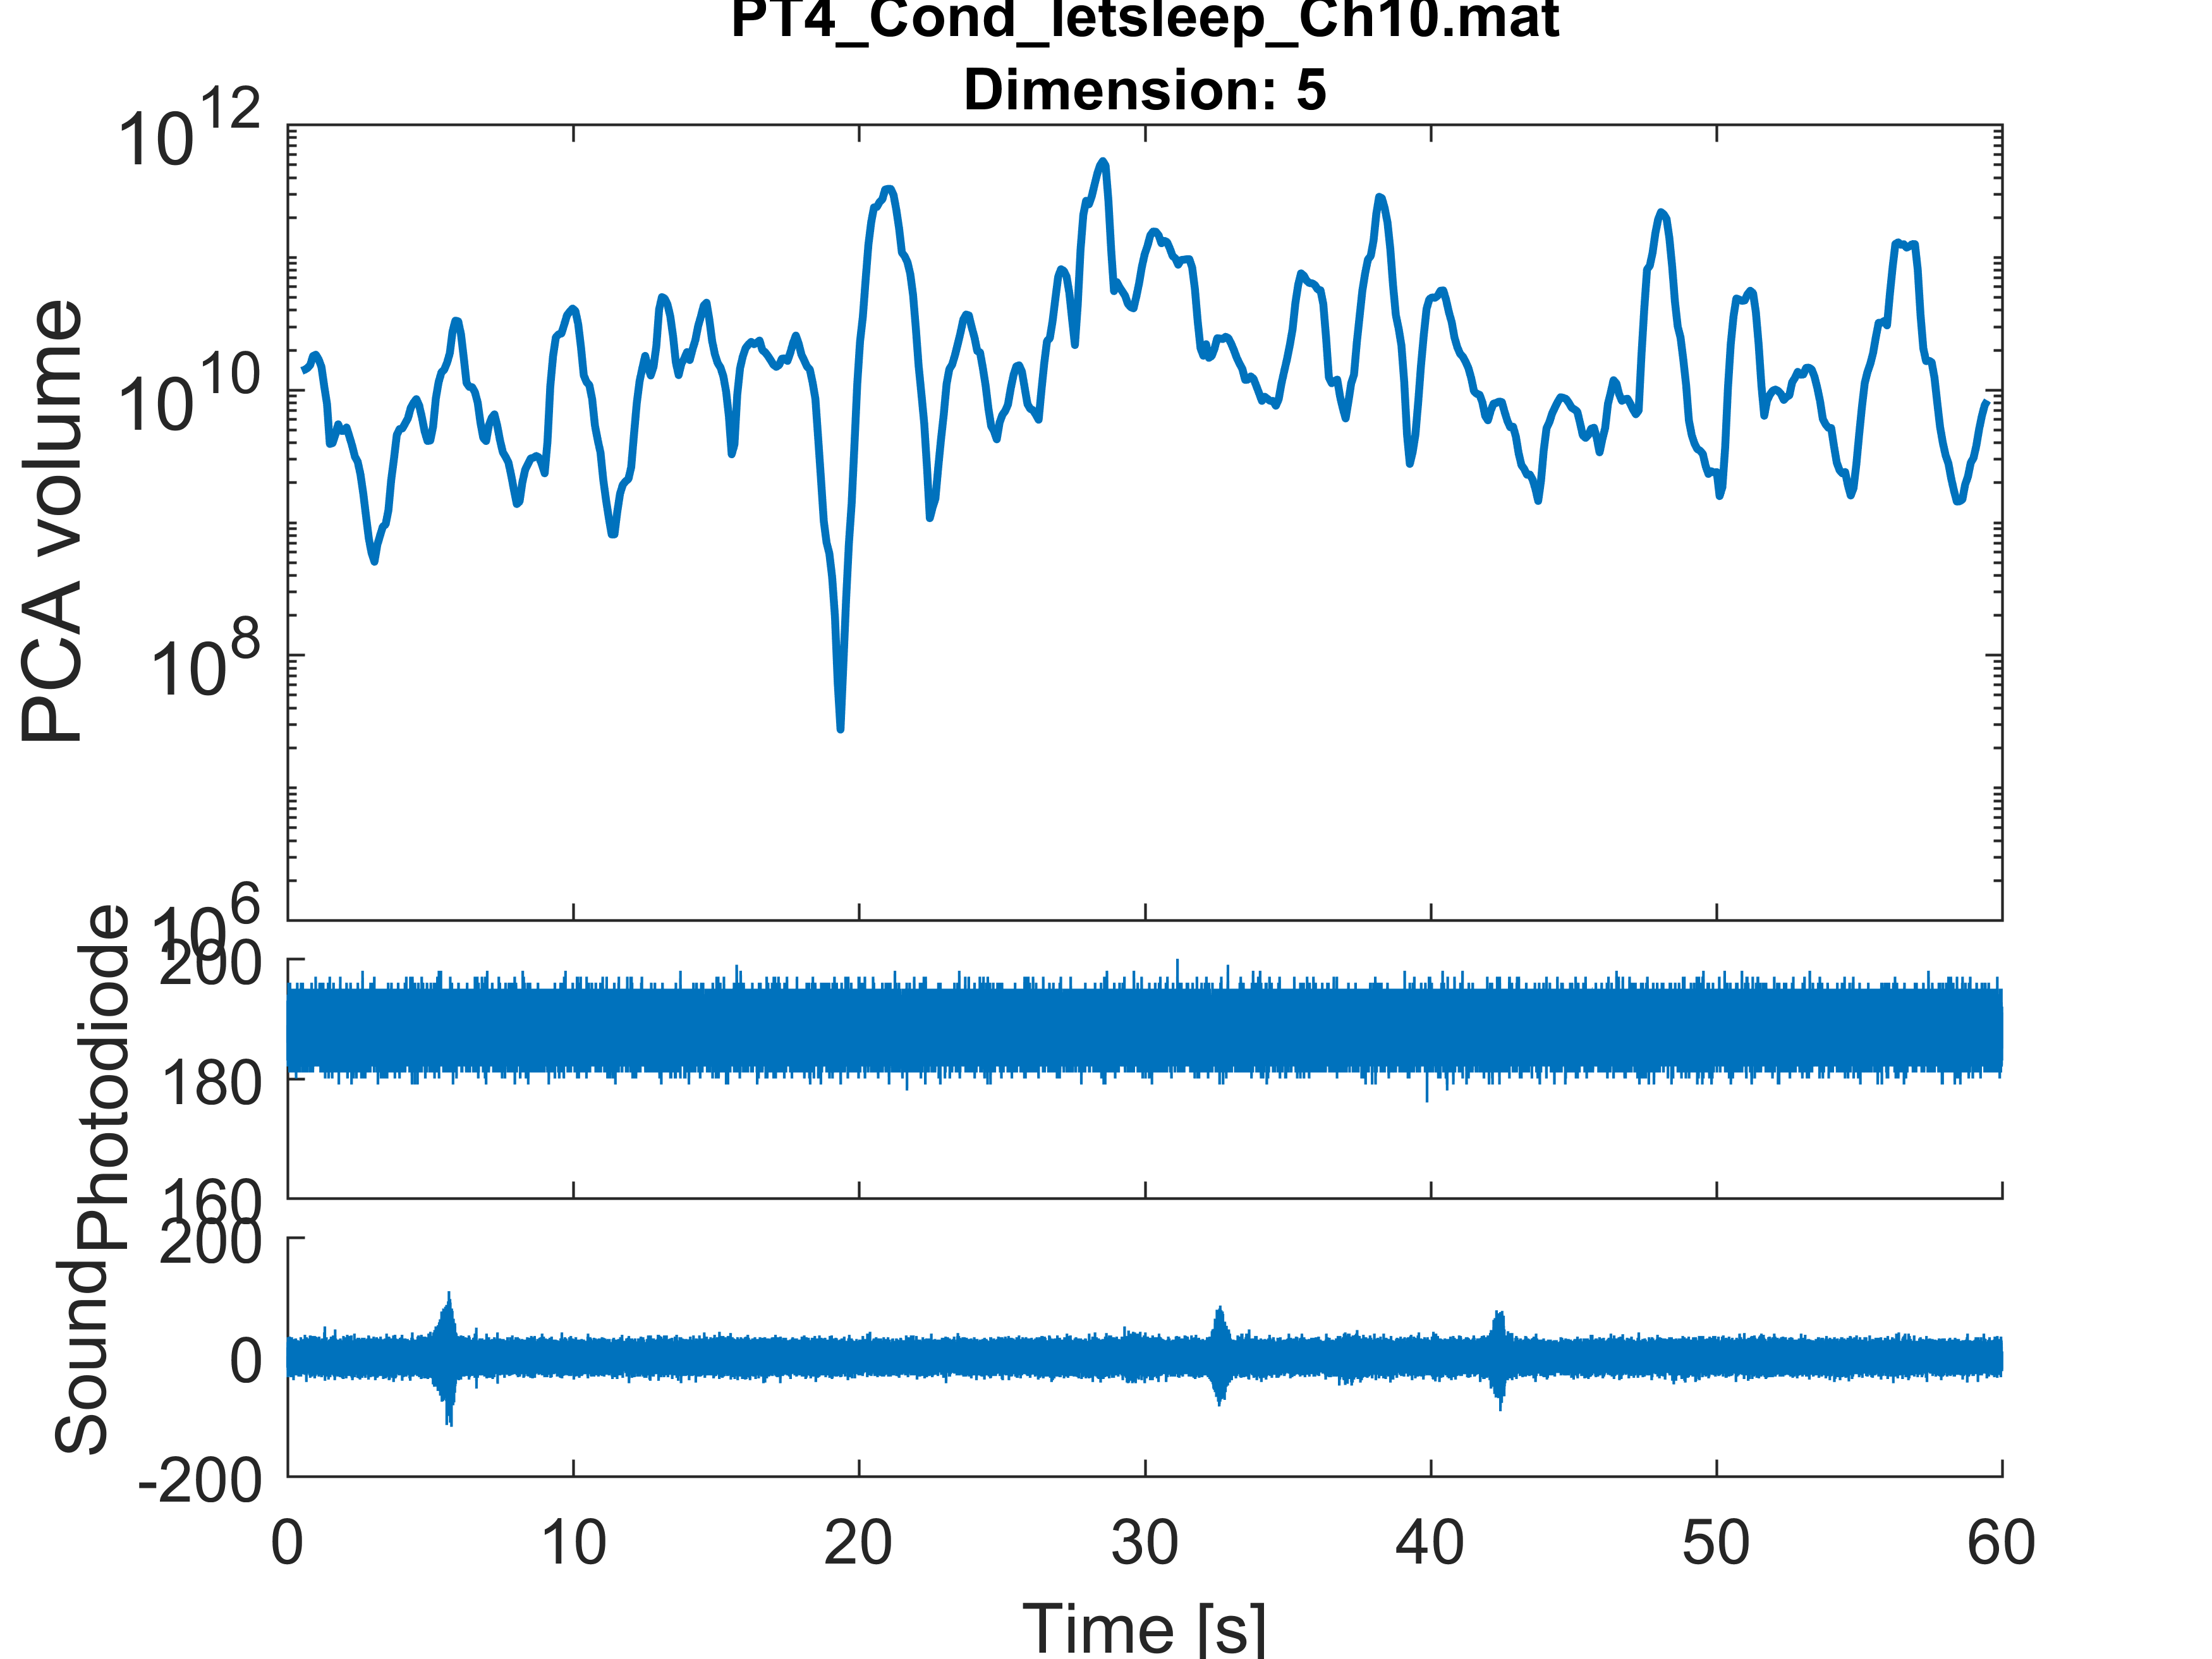 PT4_Cond_letsleep_Ch10.mat
Dimension: 5
10^12
10^10
10^8
10^6
PCA volume
200
180
160
Photodiode
200
0
-200
Sound
0 10 20 30 40 50 60
Time [s]